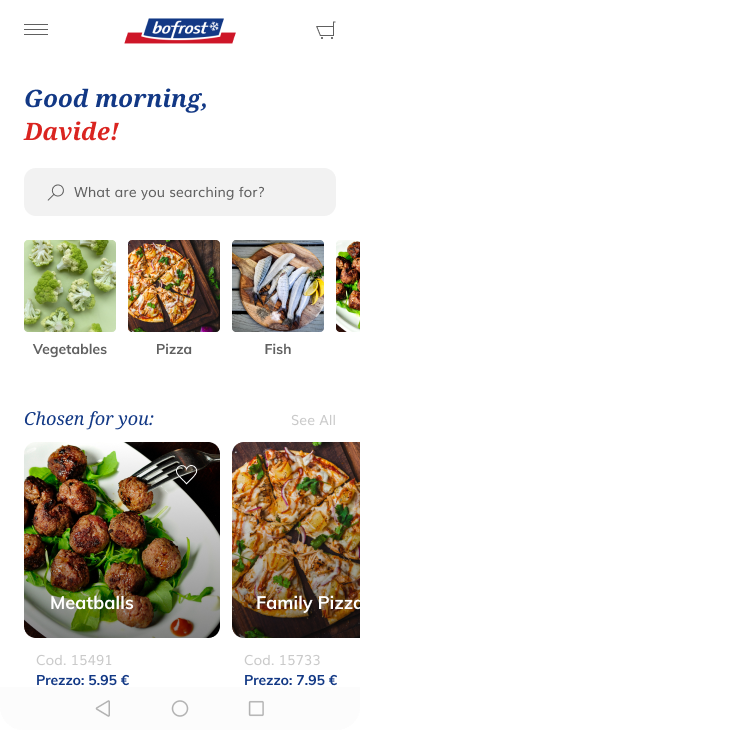 bofrost*
Good morning,
Davide!
What are you searching for?
Vegetables
Pizza
Fish
Chosen for you:
See All
Meatballs
Family Pizza
Cod. 15491
Cod. 15733
Prezzo: 5.95 €
Prezzo: 7.95 €